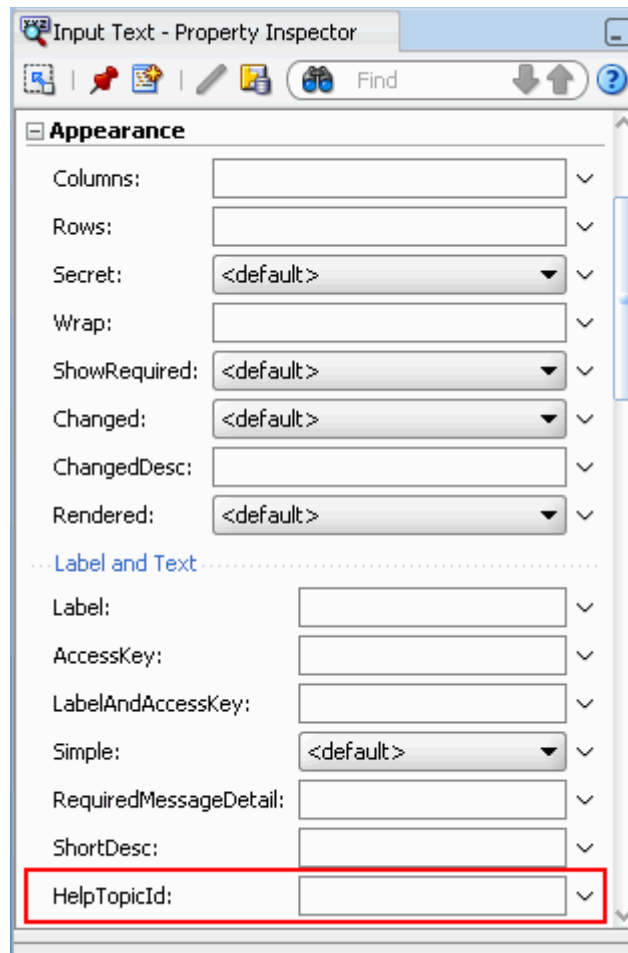 Input Text - Property Inspector
Find
Appearance
Columns:
Rows:
Secret: <default>
Wrap:
ShowRequired: <default>
Changed: <default>
ChangedDesc:
Rendered: <default>
Label and Text
Label:
AccessKey:
LabelAndAccessKey:
Simple: <default>
RequiredMessageDetail:
ShortDesc:
HelpTopicId: